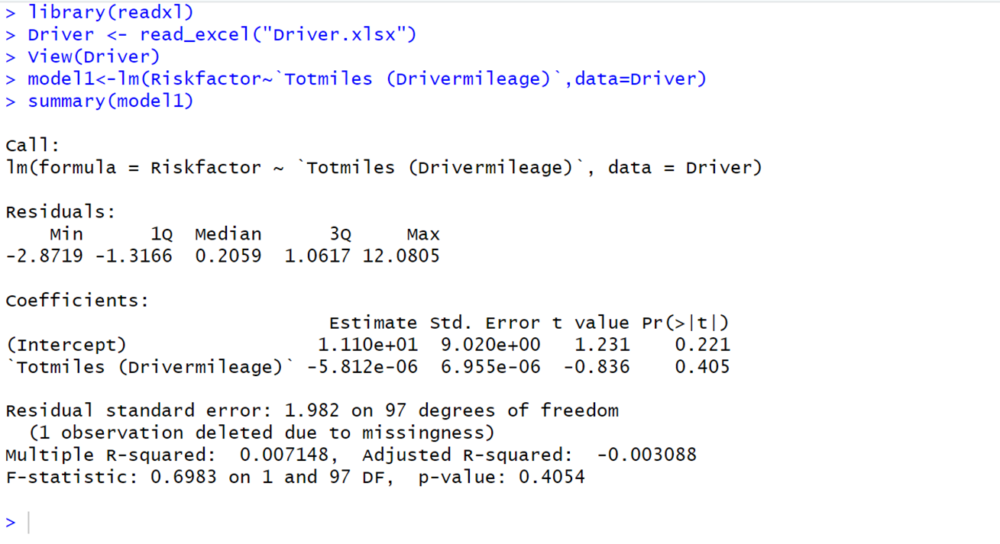 > library(readxl)
> Driver <- read_excel("Driver.xlsx")
> View(Driver)
> model1<-lm(Riskfactor~`Totmiles (Drivermileage)`,data=Driver)
> summary(model1)

Call:
lm(formula = Riskfactor ~ `Totmiles (Drivermileage)`, data = Driver)

Residuals:
    Min      1Q  Median      3Q     Max
-2.8719 -1.3166  0.2059  1.0617 12.0805

Coefficients:
                             Estimate Std. Error t value Pr(>|t|)
(Intercept)                 1.110e+01  9.020e+00   1.231    0.221
`Totmiles (Drivermileage)` -5.812e-06  6.955e-06  -0.836    0.405

Residual standard error: 1.982 on 97 degrees of freedom
  (1 observation deleted due to missingness)
Multiple R-squared:  0.007148,  Adjusted R-squared:  -0.003088
F-statistic: 0.6983 on 1 and 97 DF,  p-value: 0.4054

>